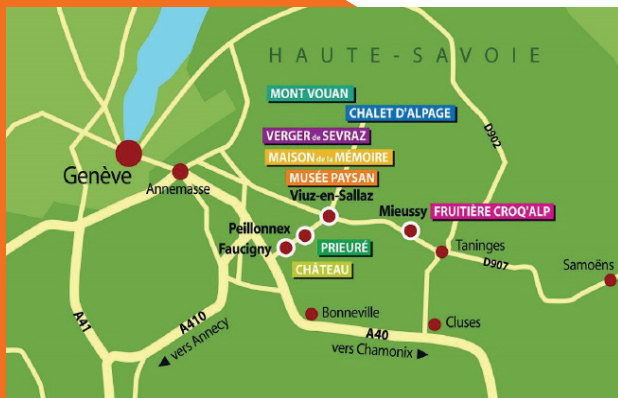 HAUTE-SAVOIE
MONT VOUAN
CHALET D'ALPAGE
D902
VERGER de SEVRAZ
Genève
MAISON de la MÉMOIRE
Annemasse
MUSÉE PAYSAN
Viuz-en-Sallaz
Mieussy
FRUITIÈRE CROQ'ALP
Peillonnex
Faucigny
PRIEURÉ
Taninges
CHÂTEAU
D907
Samoëns
A41
A410
vers Annecy
Bonneville
Cluses
A40
vers Chamonix